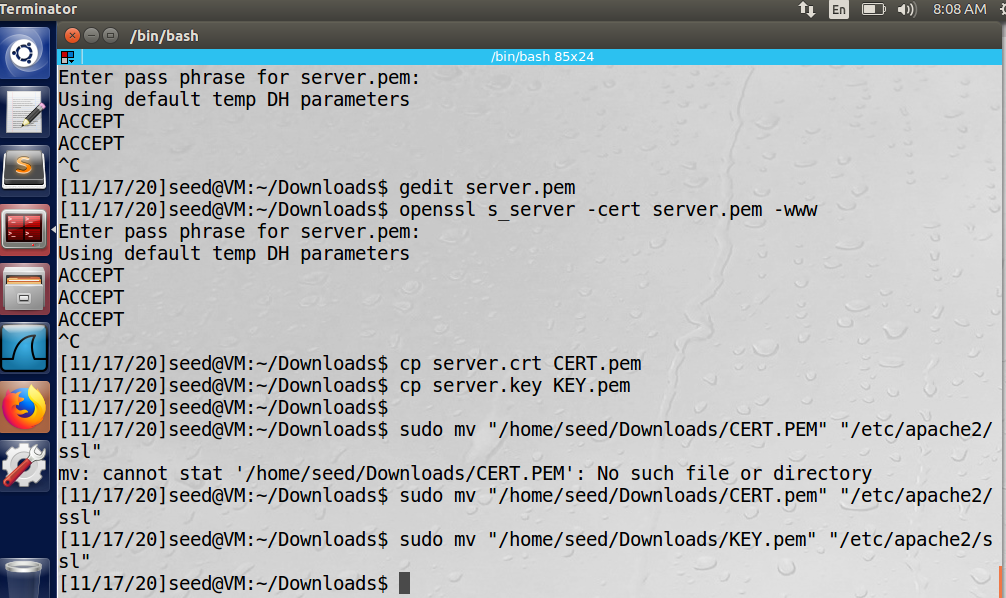 Terminator
En
8:08 AM
/bin/bash
/bin/bash 85x24
Enter pass phrase for server.pem:
Using default temp DH parameters
ACCEPT
ACCEPT
^C
[11/17/20]seed@VM:~/Downloads$ gedit server.pem
[11/17/20]seed@VM:~/Downloads$ openssl s_server -cert server.pem -www
Enter pass phrase for server.pem:
Using default temp DH parameters
ACCEPT
ACCEPT
ACCEPT
^C
[11/17/20]seed@VM:~/Downloads$ cp server.crt CERT.pem
[11/17/20]seed@VM:~/Downloads$ cp server.key KEY.pem
[11/17/20]seed@VM:~/Downloads$
[11/17/20]seed@VM:~/Downloads$ sudo mv "/home/seed/Downloads/CERT.PEM" "/etc/apache2/
ssl"
mv: cannot stat '/home/seed/Downloads/CERT.PEM': No such file or directory
[11/17/20]seed@VM:~/Downloads$ sudo mv "/home/seed/Downloads/CERT.pem" "/etc/apache2/
ssl"
[11/17/20]seed@VM:~/Downloads$ sudo mv "/home/seed/Downloads/KEY.pem" "/etc/apache2/s
sl"
[11/17/20]seed@VM:~/Downloads$